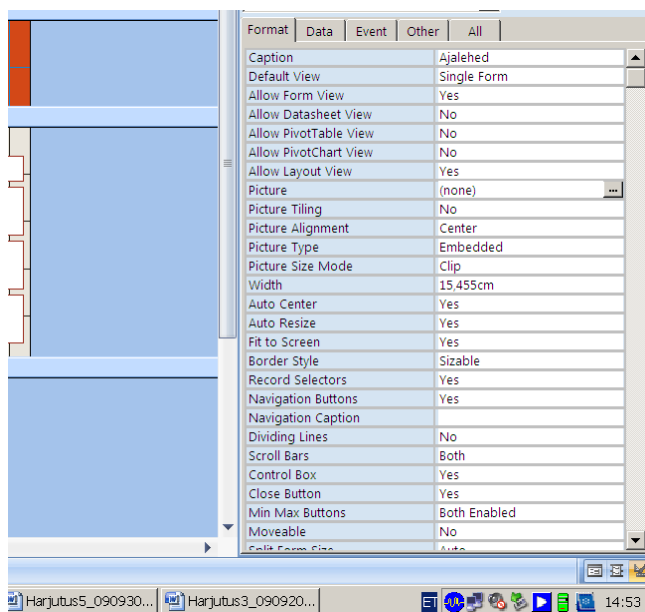 Format Data Event Other All
Caption Ajalehed
Default View Single Form
Allow Form View Yes
Allow Datasheet View No
Allow PivotTable View No
Allow PivotChart View No
Allow Layout View Yes
Picture (none) ...
Picture Tiling No
Picture Alignment Center
Picture Type Embedded
Picture Size Mode Clip
Width 15,455cm
Auto Center Yes
Auto Resize Yes
Fit to Screen Yes
Border Style Sizable
Record Selectors Yes
Navigation Buttons Yes
Navigation Caption
Dividing Lines No
Scroll Bars Both
Control Box Yes
Close Button Yes
Min Max Buttons Both Enabled
Moveable No
Split Form Size Auto
Harjutus5_090930... Harjutus3_090920... ET 14:53